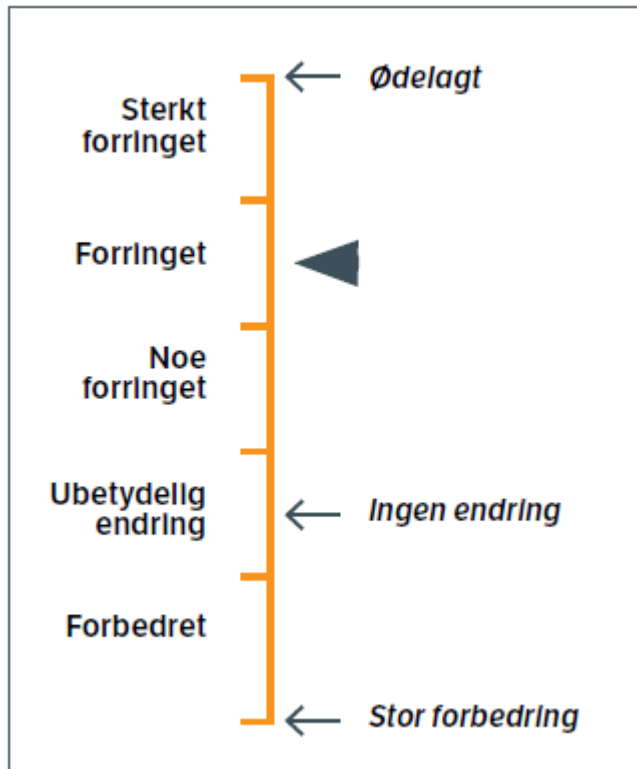 Ødelagt
Sterkt
forringet
Forringet
Noe
forringet
Ubetydelig
endring
Ingen endring
Forbedret
Stor forbedring